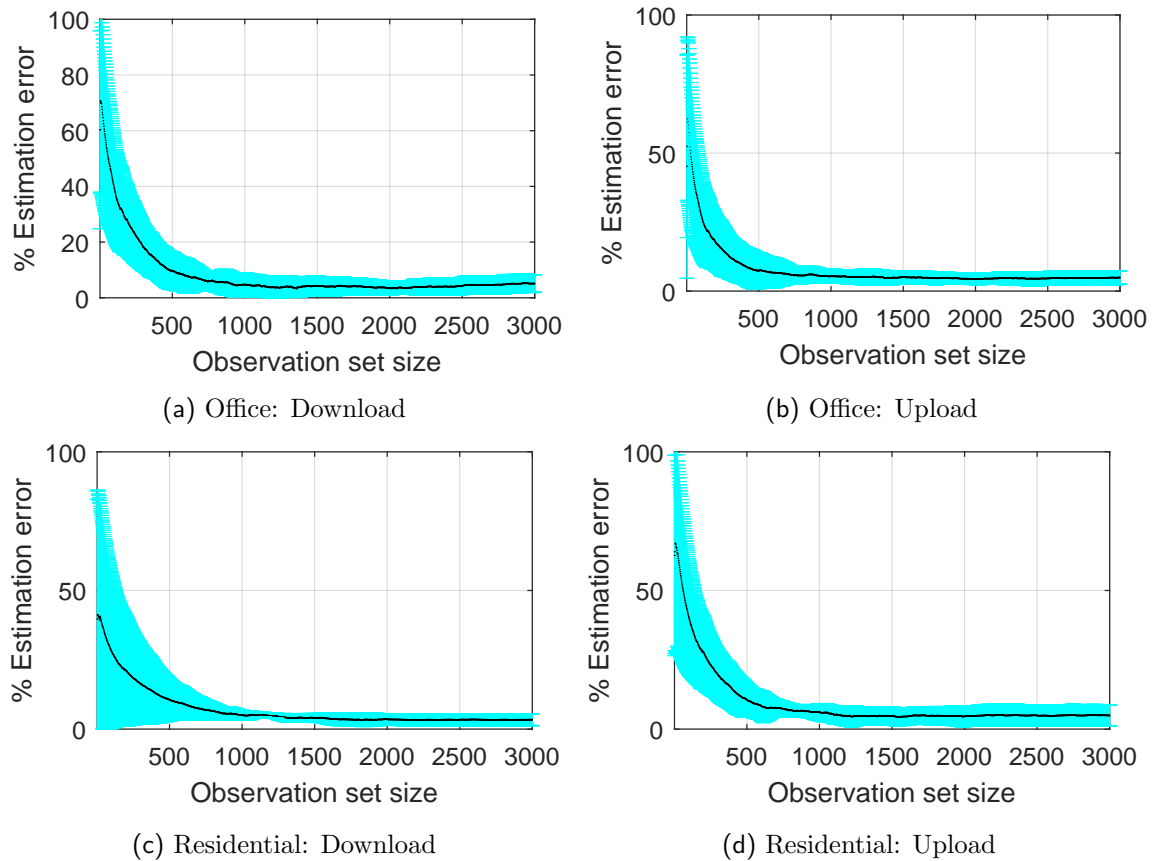 % Estimation error
100
80
60
40
20
0
500 1000 1500 2000 2500 3000
Observation set size
(a) Office: Download
% Estimation error
100
50
0
500 1000 1500 2000 2500 3000
Observation set size
(b) Office: Upload
% Estimation error
100
50
0
500 1000 1500 2000 2500 3000
Observation set size
(c) Residential: Download
% Estimation error
100
50
0
500 1000 1500 2000 2500 3000
Observation set size
(d) Residential: Upload